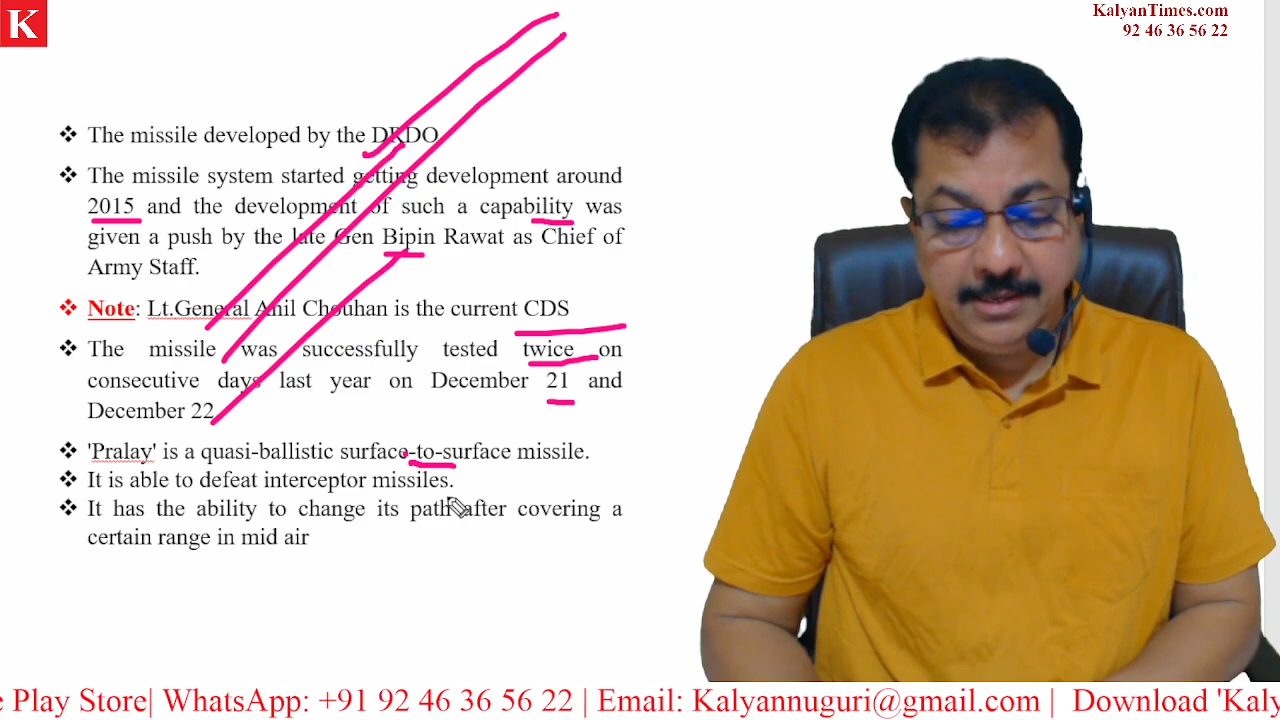 K
KalyanTimes.com
92 46 36 56 22
❖ The missile developed by the DRDO
❖ The missile system started getting development around
2015 and the development of such a capability was
given a push by the late Gen Bipin Rawat as Chief of
Army Staff.
❖ Note: Lt.General Anil Chouhan is the current CDS
❖ The missile was successfully tested twice on
consecutive days last year on December 21 and
December 22
❖ 'Pralay' is a quasi-ballistic surface-to-surface missile.
❖ It is able to defeat interceptor missiles.
❖ It has the ability to change its path after covering a
certain range in mid air
e Play Store| WhatsApp: +91 92 46 36 56 22 | Email: Kalyannuguri@gmail.com | Download 'Kaly